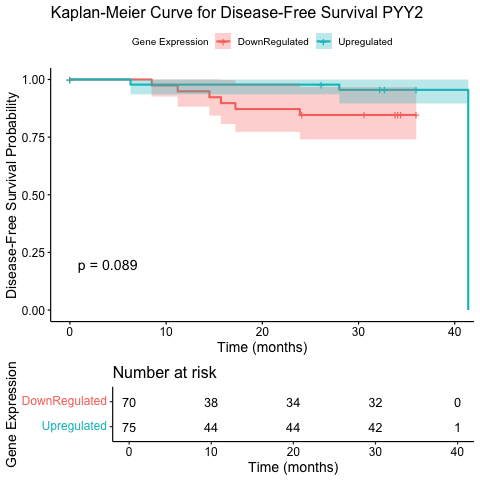 Kaplan-Meier Curve for Disease-Free Survival PYY2
Gene Expression DownRegulated Upregulated
Disease-Free Survival Probability
1.00
0.75
0.50
0.25
0.00
p = 0.089
0 10 20 30 40
Time (months)
Number at risk
Gene Expression
DownRegulated 70 38 34 32 0
Upregulated 75 44 44 42 1
0 10 20 30 40
Time (months)